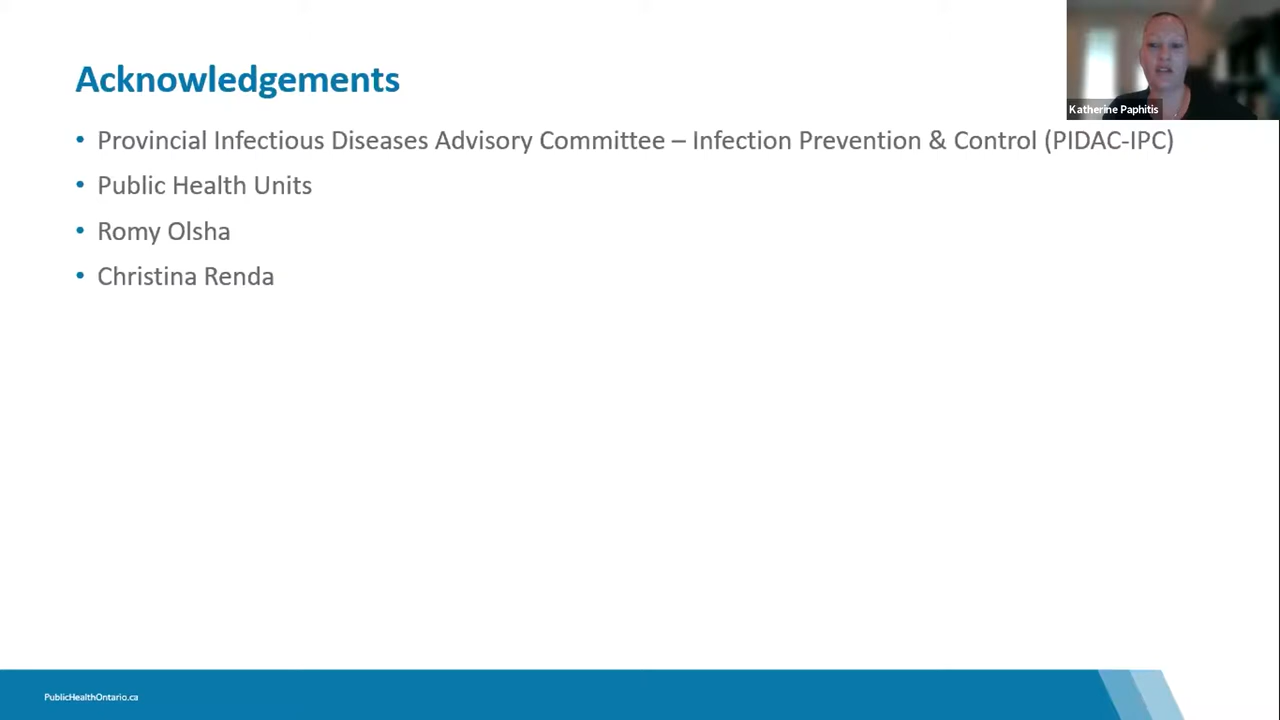 Acknowledgements
Katherine Paphitis
• Provincial Infectious Diseases Advisory Committee – Infection Prevention & Control (PIDAC-IPC)
• Public Health Units
• Romy Olsha
• Christina Renda
PublicHealthOntario.ca